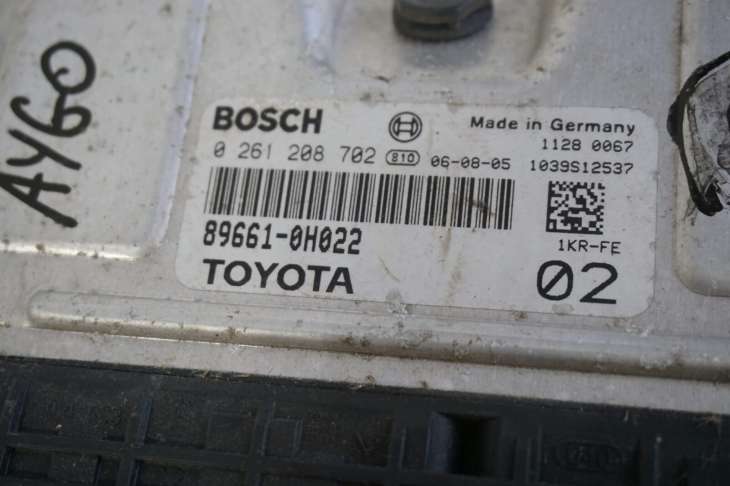 AYGO
BOSCH
Made in Germany
1128 0067
0 261 208 702 810 06-08-05 1039S12537
89661-0H022
1KR-FE
TOYOTA
02